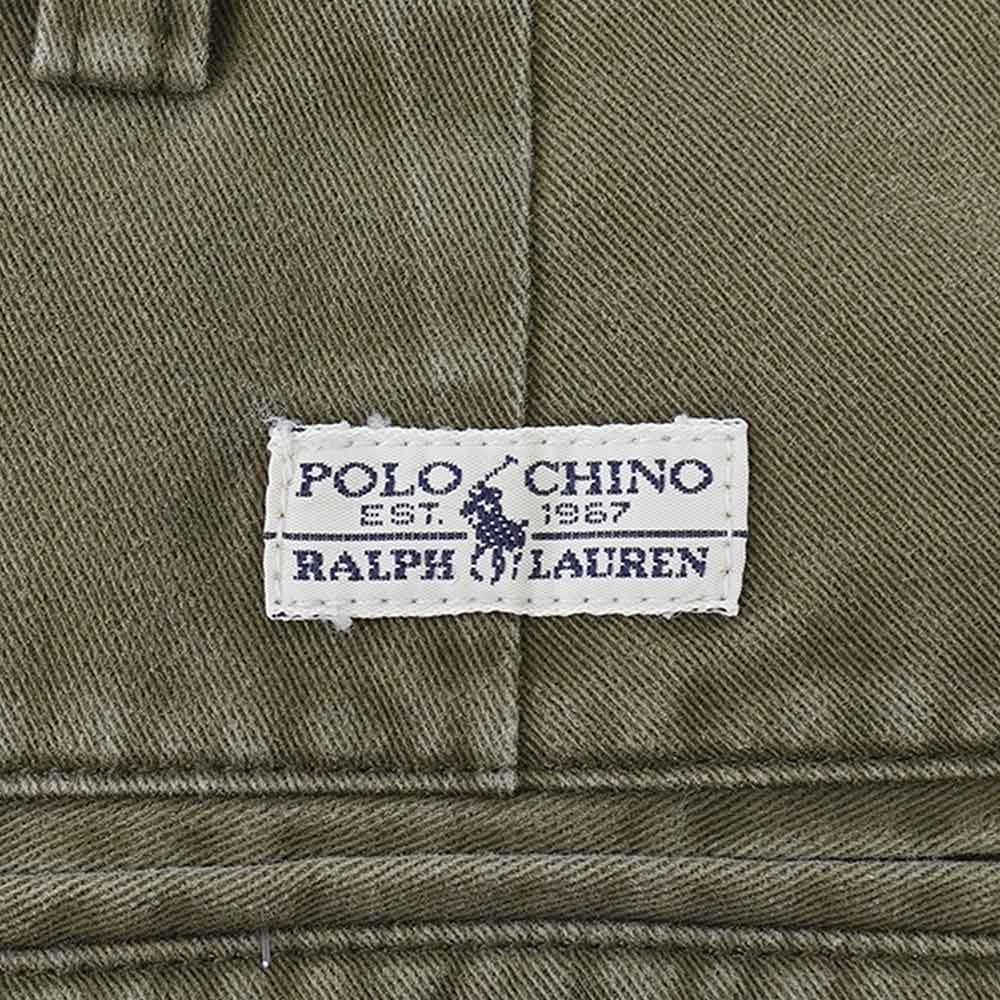 POLO CHINO
EST. 1967
RALPH LAUREN